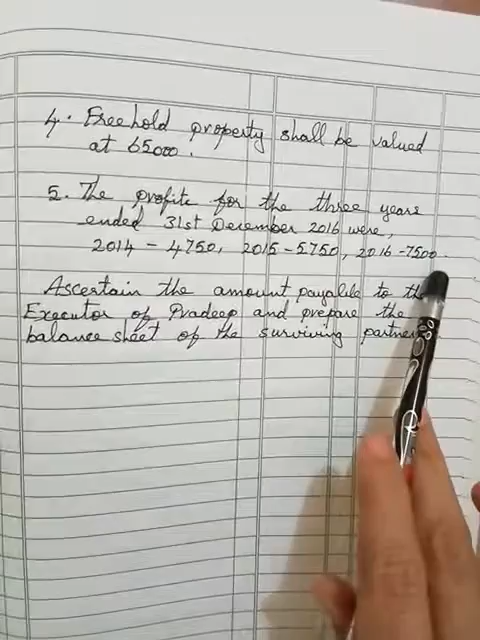 4. Freehold property shall be valued
at 65000.
5. The profits for the three years
ended 31st December 2016 were,
2014 - 4750, 2015 - 5750, 2016 - 7500.
Ascertain the amount payable to the
Executor of Pradeep and prepare the
balance sheet of the surviving partner